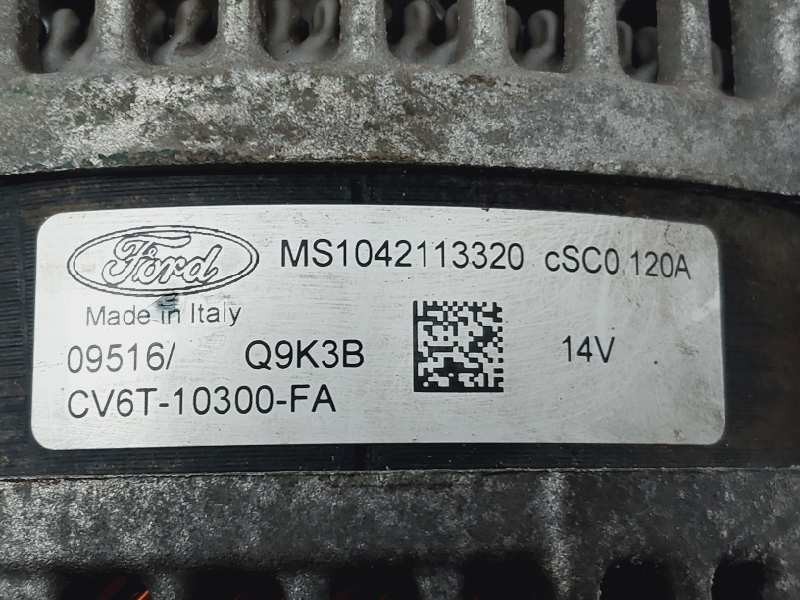 Ford MS1042113320 cSC0 120A
Made in Italy
09516/ Q9K3B 14V
CV6T-10300-FA